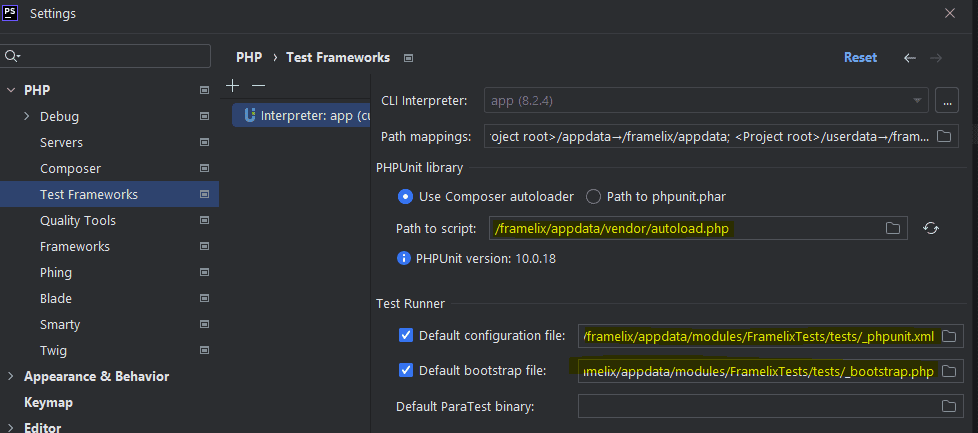 PS Settings
PHP
Debug
Servers
Composer
Test Frameworks
Quality Tools
Frameworks
Phing
Blade
Smarty
Twig
Appearance & Behavior
Keymap
Editor
PHP › Test Frameworks
Reset
Interpreter: app (cu
CLI Interpreter: app (8.2.4) ...
Path mappings: roject root>/appdata→/framelix/appdata; <Project root>/userdata→/fram...
PHPUnit library
Use Composer autoloader Path to phpunit.phar
Path to script: /framelix/appdata/vendor/autoload.php
PHPUnit version: 10.0.18
Test Runner
Default configuration file: /framelix/appdata/modules/FramelixTests/tests/_phpunit.xml
Default bootstrap file: melix/appdata/modules/FramelixTests/tests/_bootstrap.php
Default ParaTest binary: